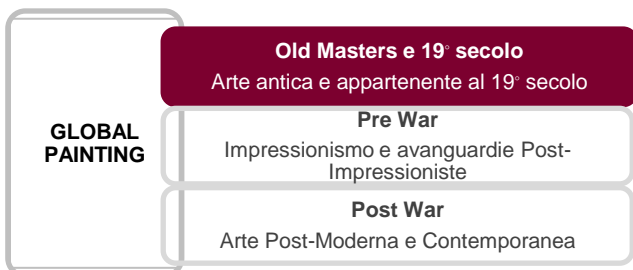 GLOBAL
PAINTING
Old Masters e 19° secolo
Arte antica e appartenente al 19° secolo
Pre War
Impressionismo e avanguardie Post-
Impressioniste
Post War
Arte Post-Moderna e Contemporanea